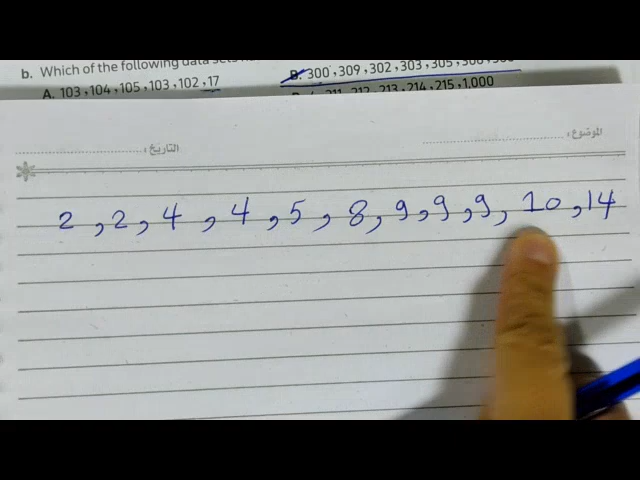 b. Which of the following data sets
A. 103 ، 104 ، 105 ، 103 ، 102 ، 17
B. 300 ، 309 ، 302 ، 303 ، 305 ،
211 ، 212 ، 213 ، 214 ، 215 ، 1,000
الموضوع :
التاريخ :
2 , 2 , 4 , 4 , 5 , 8 , 9 , 9 , 9 , 10 , 14